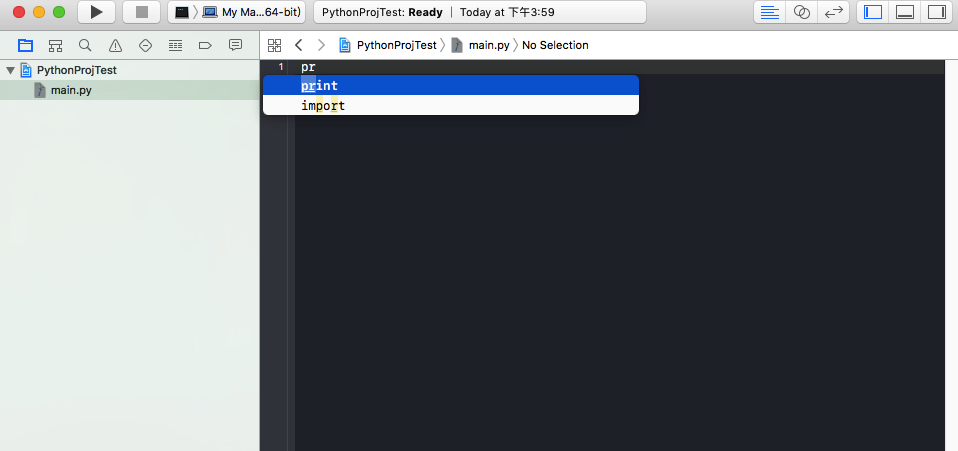 My Ma...64-bit)
PythonProjTest: Ready | Today at 下午3:59
PythonProjTest
main.py
No Selection
PythonProjTest
main.py
1 pr
print
import